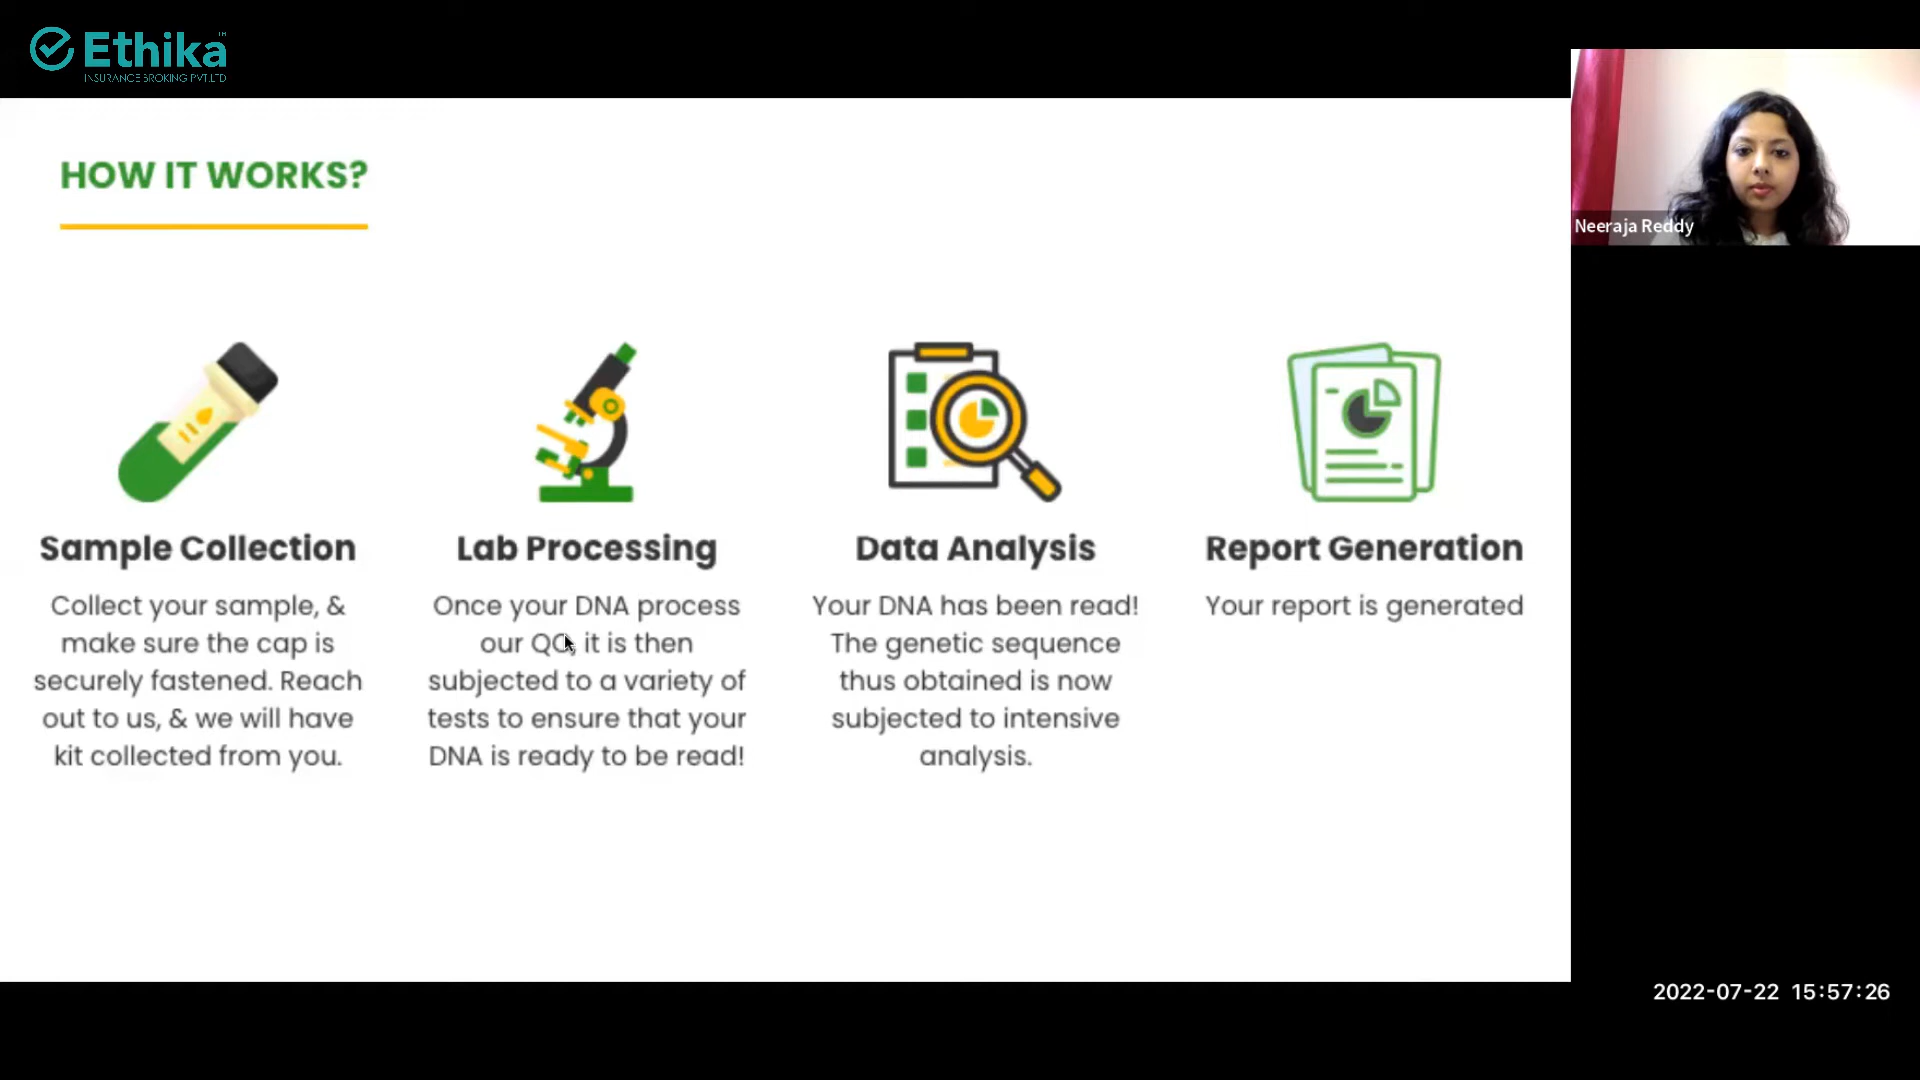 Ethika
TM
INSURANCE BROKING PVT.LTD
HOW IT WORKS?
Neeraja Reddy
Sample Collection
Collect your sample, &
make sure the cap is
securely fastened. Reach
out to us, & we will have
kit collected from you.
Lab Processing
Once your DNA process
our QC, it is then
subjected to a variety of
tests to ensure that your
DNA is ready to be read!
Data Analysis
Your DNA has been read!
The genetic sequence
thus obtained is now
subjected to intensive
analysis.
Report Generation
Your report is generated
2022-07-22 15:57:26